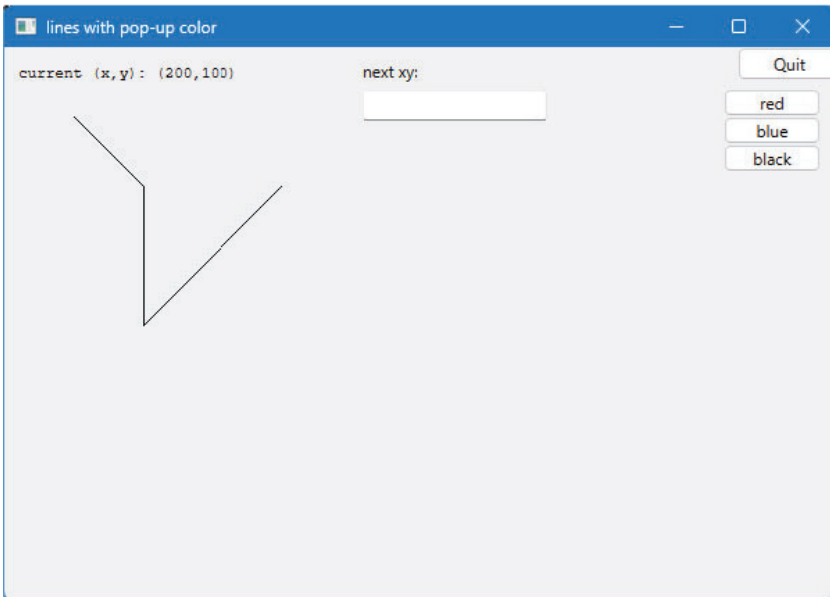 lines with pop-up color
current (x,y): (200,100)
next xy:
Quit
red
blue
black